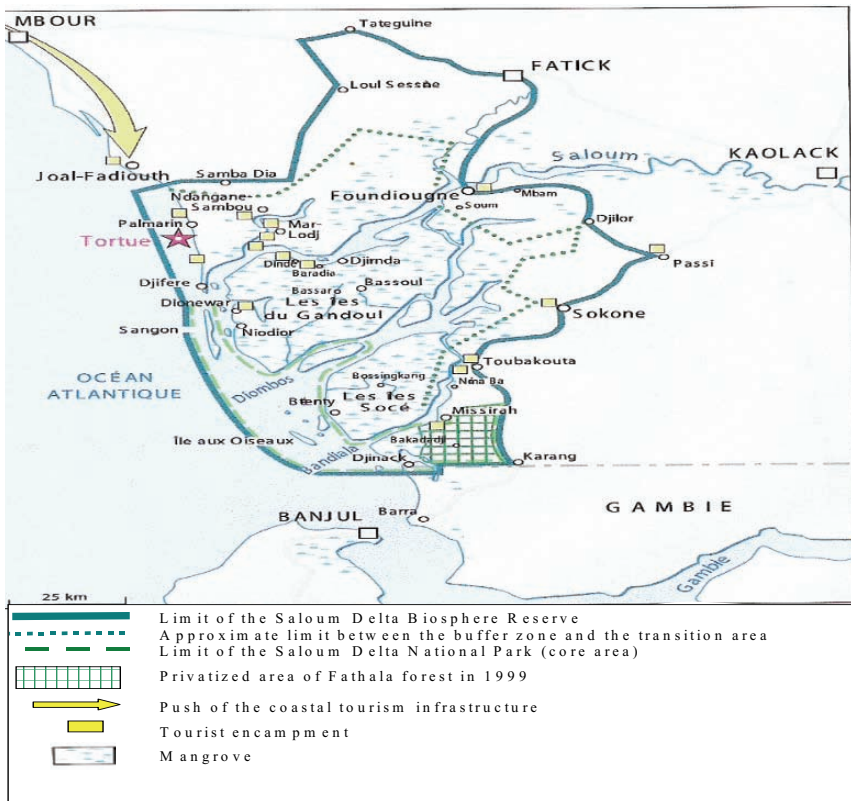 MBOUR
Tateguine
FATICK
Loul Sessène
Saloum
KAOLACK
Joal-Fadiouth
Samba Dia
Foundiougne
Mbam
Ndangane-
Sambou
Soum
Djilor
Palmarin
Mar-
Lodj
Tortue
Passi
Dinde
Baradia
Djimda
Djifere
Bassar
Bassoul
Dionewar
Les îles
du Gandoul
Sokone
Sangon
Niodior
Toubakouta
OCÉAN
ATLANTIQUE
Diombos
Bossingkang
Néma Ba
Betenty
Les îles
Socé
Missirah
Île aux Oiseaux
Bandiala
Bakadadji
Djinack
Karang
GAMBIE
BANJUL
Barra
Gambie
25 km
Limit of the Saloum Delta Biosphere Reserve
Approximate limit between the buffer zone and the transition area
Limit of the Saloum Delta National Park (core area)
Privatized area of Fathala forest in 1999
Push of the coastal tourism infrastructure
Tourist encampment
Mangrove